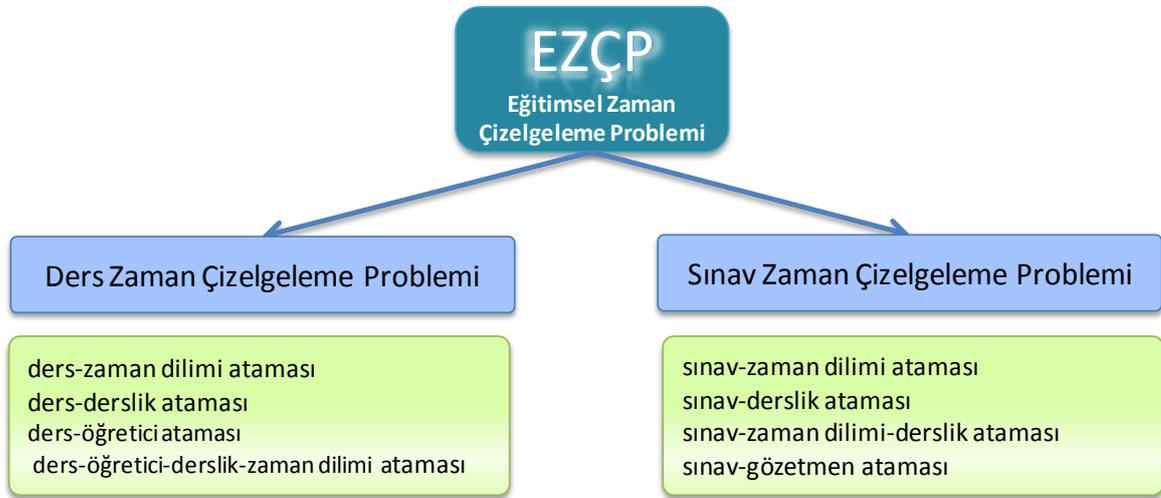 EZÇP
Eğitimsel Zaman
Çizelgeleme Problemi
Ders Zaman Çizelgeleme Problemi
ders-zaman dilimi ataması
ders-derslik ataması
ders-öğretici ataması
ders-öğretici-derslik-zaman dilimi ataması
Sınav Zaman Çizelgeleme Problemi
sınav-zaman dilimi ataması
sınav-derslik ataması
sınav-zaman dilimi-derslik ataması
sınav-gözetmen ataması